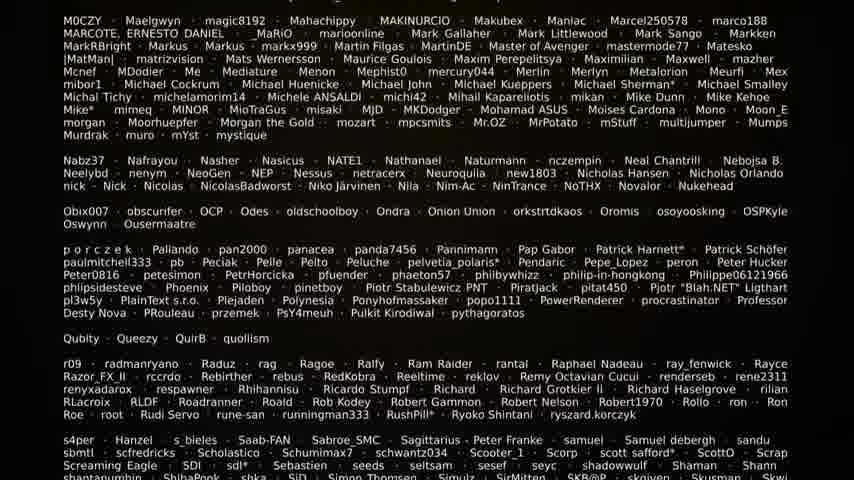 M0CZY · Maelgwyn · magic8192 · Mahachippy · MAKINURCIO · Makubex · Maniac · Marcel250578 · marco188
MARCOTE, ERNESTO DANIEL · _MaRiO · marioonline · Mark Gallaher · Mark Littlewood · Mark Sango · Markken
MarkRBright · Markus · Markus · markx999 · Martin Filgas · MartinDE · Master of Avenger · mastermode77 · Matesko
|MatMan| · matrizvision · Mats Wernersson · Maurice Goulois · Maxim Perepelitsya · Maximilian · Maxwell · mazher
Mcnef · MDodier · Me · Mediature · Menon · Mephist0 · mercury044 · Merlin · Merlyn · Metalorion · Meurfi · Mex
mibor1 · Michael Cockrum · Michael Huenicke · Michael John · Michael Kueppers · Michael Sherman* · Michael Smalley
Michal Tichy · michelamorim14 · Michele ANSALDI · michi42 · Mihail Kapareliotis · mikan · Mike Dunn · Mike Kehoe
Mike* · mimeq · MINOR · MioTraGus · misaki · MJD · MKDodger · Mohamad ASUS · Moises Cardona · Mono · Moon_E
morgan · Moorhuepfer · Morgan the Gold · mozart · mpcsmits · Mr.OZ · MrPotato · mStuff · multijumper · Mumps
Murdrak · muro · mYst · mystique
Nabz37 · Nafrayou · Nasher · Nasicus · NATE1 · Nathanael · Naturmann · nczempin · Neal Chantrill · Nebojsa B.
Neelybd · nenym · NeoGen · NEP · Nessus · netracerx · Neuroquila · new1803 · Nicholas Hansen · Nicholas Orlando
nick · Nick · Nicolas · NicolasBadworst · Niko Järvinen · Nila · Nim-Ac · NinTrance · NoTHX · Novalor · Nukehead
Obix007 · obscurifer · OCP · Odes · oldschoolboy · Ondra · Onion Union · orkstrtdkaos · Oromis · osoyoosking · OSPKyle
Oswynn · Ousermaatre
p o r c z e k · Paliando · pan2000 · panacea · panda7456 · Pannimann · Pap Gabor · Patrick Harnett* · Patrick Schöfer
paulmitchell333 · pb · Peciak · Pelle · Pelto · Peluche · pelvetia_polaris* · Pendaric · Pepe_Lopez · peron · Peter Hucker
Peter0816 · petesimon · PetrHorcicka · pfuender · phaeton57 · philbywhizz · philip-in-hongkong · Philippe06121966
phlipsidesteve · Phoenix · Piloboy · pinetboy · Piotr Stabulewicz PNT · PiratJack · pitat450 · Pjotr "Blah.NET" Ligthart
pl3w5y · PlainText s.r.o. · Plejaden · Polynesia · Ponyhofmassaker · popo1111 · PowerRenderer · procrastinator · Professor
Desty Nova · PRouleau · przemek · PsY4meuh · Pulkit Kirodiwal · pythagoratos
Qubity · Queezy · QuirB · quollism
r09 · radmanryano · Raduz · rag · Ragoe · Ralfy · Ram Raider · rantal · Raphael Nadeau · ray_fenwick · Rayce
Razor_FX_II · rccrdo · Rebirther · rebus · RedKobra · Reeltime · reklov · Remy Octavian Cucui · renderseb · rene2311
renyxadarox · respawner · Rhihannisu · Ricardo Stumpf · Richard · Richard Grotkier II · Richard Haselgrove · rilian
RLacroix · RLDF · Roadranner · Roald · Rob Kodey · Robert Gammon · Robert Nelson · Robert1970 · Rollo · ron · Ron
Roe · root · Rudi Servo · rune-san · runningman333 · RushPill* · Ryoko Shintani · ryszard.korczyk
s4per · Hanzel · s_bieles · Saab-FAN · Sabroe_SMC · Sagittarius - Peter Franke · samuel · Samuel debergh · sandu
sbmtl · scfredricks · Scholastico · Schumimax7 · schwartz034 · Scooter_1 · Scorp · scott safford* · ScottO · Scrap
Screaming Eagle · SDI · sdl* · Sebastien · seeds · seltsam · sesef · seyc · shadowwulf · Shaman · Shann
shantanumhin · ShihaPook · shka · SiD · Simon Thomsen · Simulz · SirMitten · SKB@P · skgiven · Skusman · Skwi